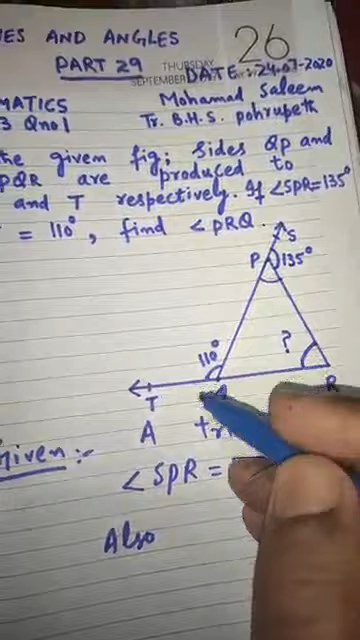 ES AND ANGLES
26
THURSDAY
PART 29
SEPTEMBER
DATE :- 24-07-2020
MATICS
Mohamad Saleem
3 Qno1
Tr. B.H.S. pohrupeth
he given fig; sides Qp and
PQR are produced to
and T respectively. If ∠SPR=135°
= 110°, find ∠PRQ.
S
P 135°
110° ?
T R
Given :-
A
∠SPR =
Also